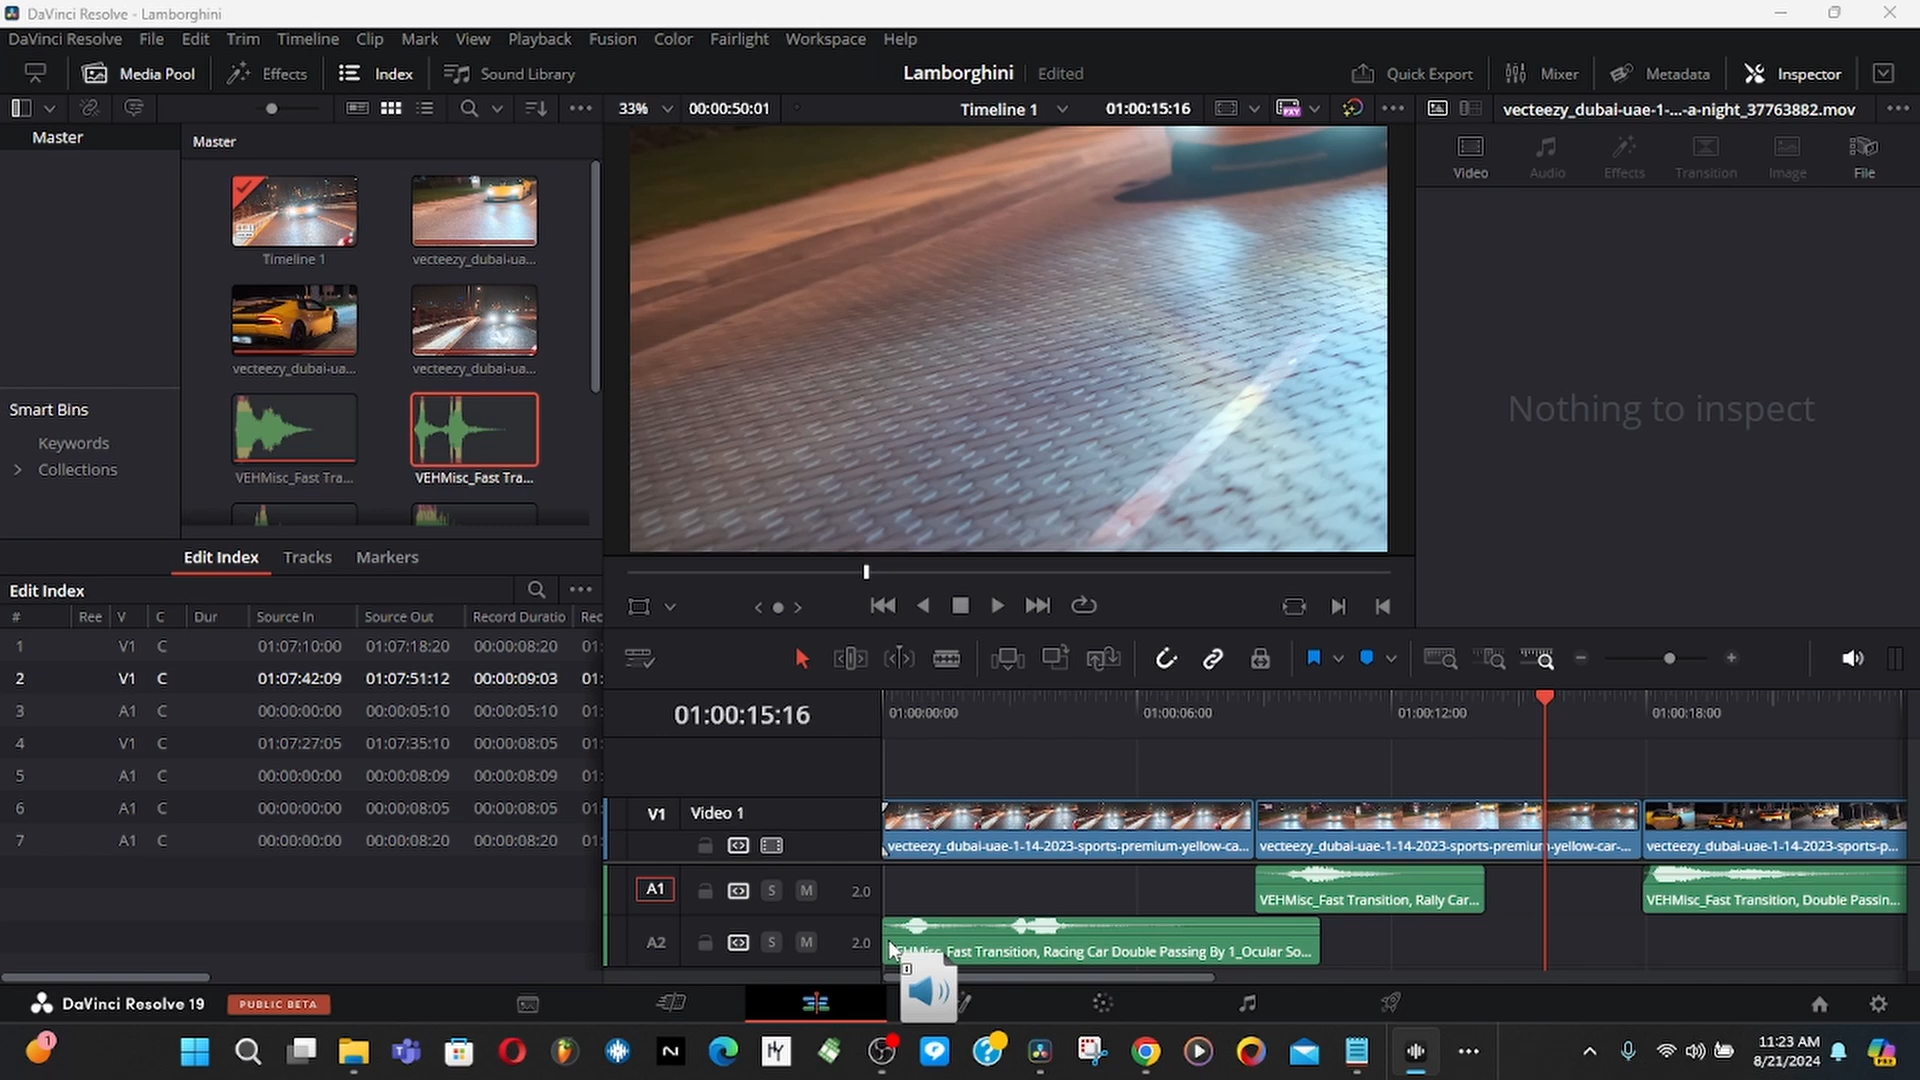 DaVinci Resolve - Lamborghini
DaVinci Resolve File Edit Trim Timeline Clip Mark View Playback Fusion Color Fairlight Workspace Help
Media Pool Effects Index Sound Library Lamborghini Edited Quick Export Mixer Metadata Inspector
33% 00:00:50:01 Timeline 1 01:00:15:16 vecteezy_dubai-uae-1-...-a-night_37763882.mov
Master Master
Video Audio Effects Transition Image File
Timeline 1 vecteezy_dubai-ua...
vecteezy_dubai-ua... vecteezy_dubai-ua...
Nothing to inspect
Smart Bins
Keywords
Collections
VEHMisc_Fast Tra... VEHMisc_Fast Tra...
Edit Index Tracks Markers
Edit Index
# Ree V C Dur Source In Source Out Record Duratio Rec
1 V1 C 01:07:10:00 01:07:18:20 00:00:08:20 01:
2 V1 C 01:07:42:09 01:07:51:12 00:00:09:03 01:
3 A1 C 00:00:00:00 00:00:05:10 00:00:05:10 01:
4 V1 C 01:07:27:05 01:07:35:10 00:00:08:05 01:
5 A1 C 00:00:00:00 00:00:08:09 00:00:08:09 01:
6 A1 C 00:00:00:00 00:00:08:05 00:00:08:05 01:
7 A1 C 00:00:00:00 00:00:08:20 00:00:08:20 01:
01:00:15:16 01:00:00:00 01:00:06:00 01:00:12:00 01:00:18:00
V1 Video 1
vecteezy_dubai-uae-1-14-2023-sports-premium-yellow-ca... vecteezy_dubai-uae-1-14-2023-sports-premium-yellow-car-... vecteezy_dubai-uae-1-14-2023-sports-p...
A1 S M 2.0 VEHMisc_Fast Transition, Rally Car... VEHMisc_Fast Transition, Double Passin...
A2 S M 2.0 Fast Transition, Racing Car Double Passing By 1_Ocular So...
DaVinci Resolve 19 PUBLIC BETA
1 11:23 AM
8/21/2024